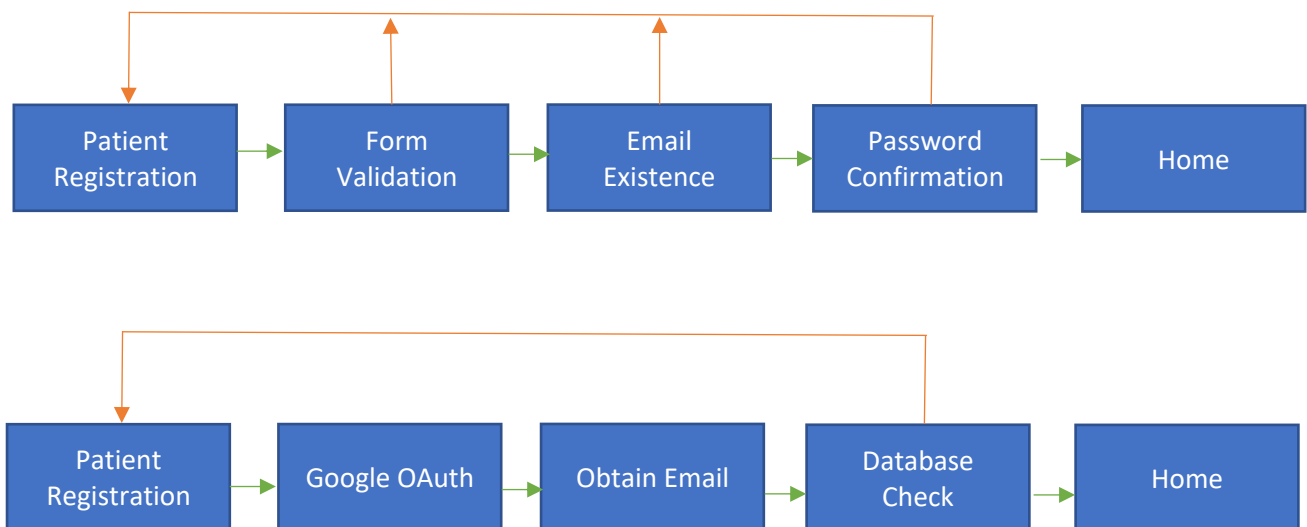 Patient
Registration
Form
Validation
Email
Existence
Password
Confirmation
Home
Patient
Registration
Google OAuth
Obtain Email
Database
Check
Home